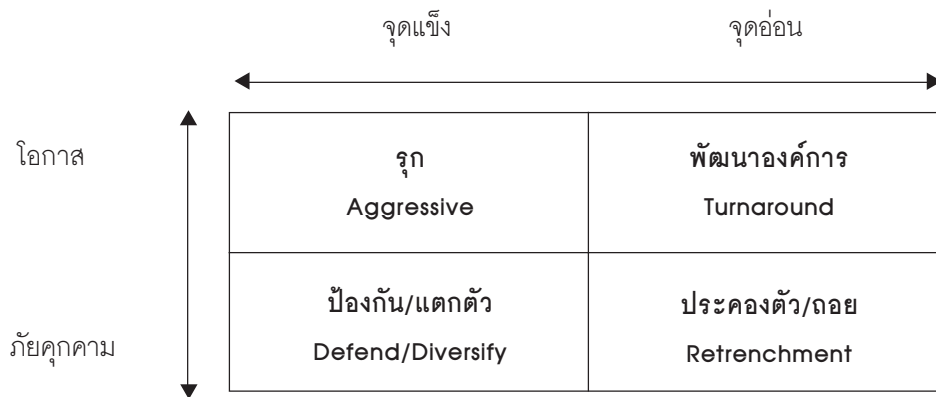 จุดแข็ง จุดอ่อน
โอกาส
รุก
Aggressive
พัฒนาองค์การ
Turnaround
ภัยคุกคาม
ป้องกัน/แตกตัว
Defend/Diversify
ประคองตัว/ถอย
Retrenchment